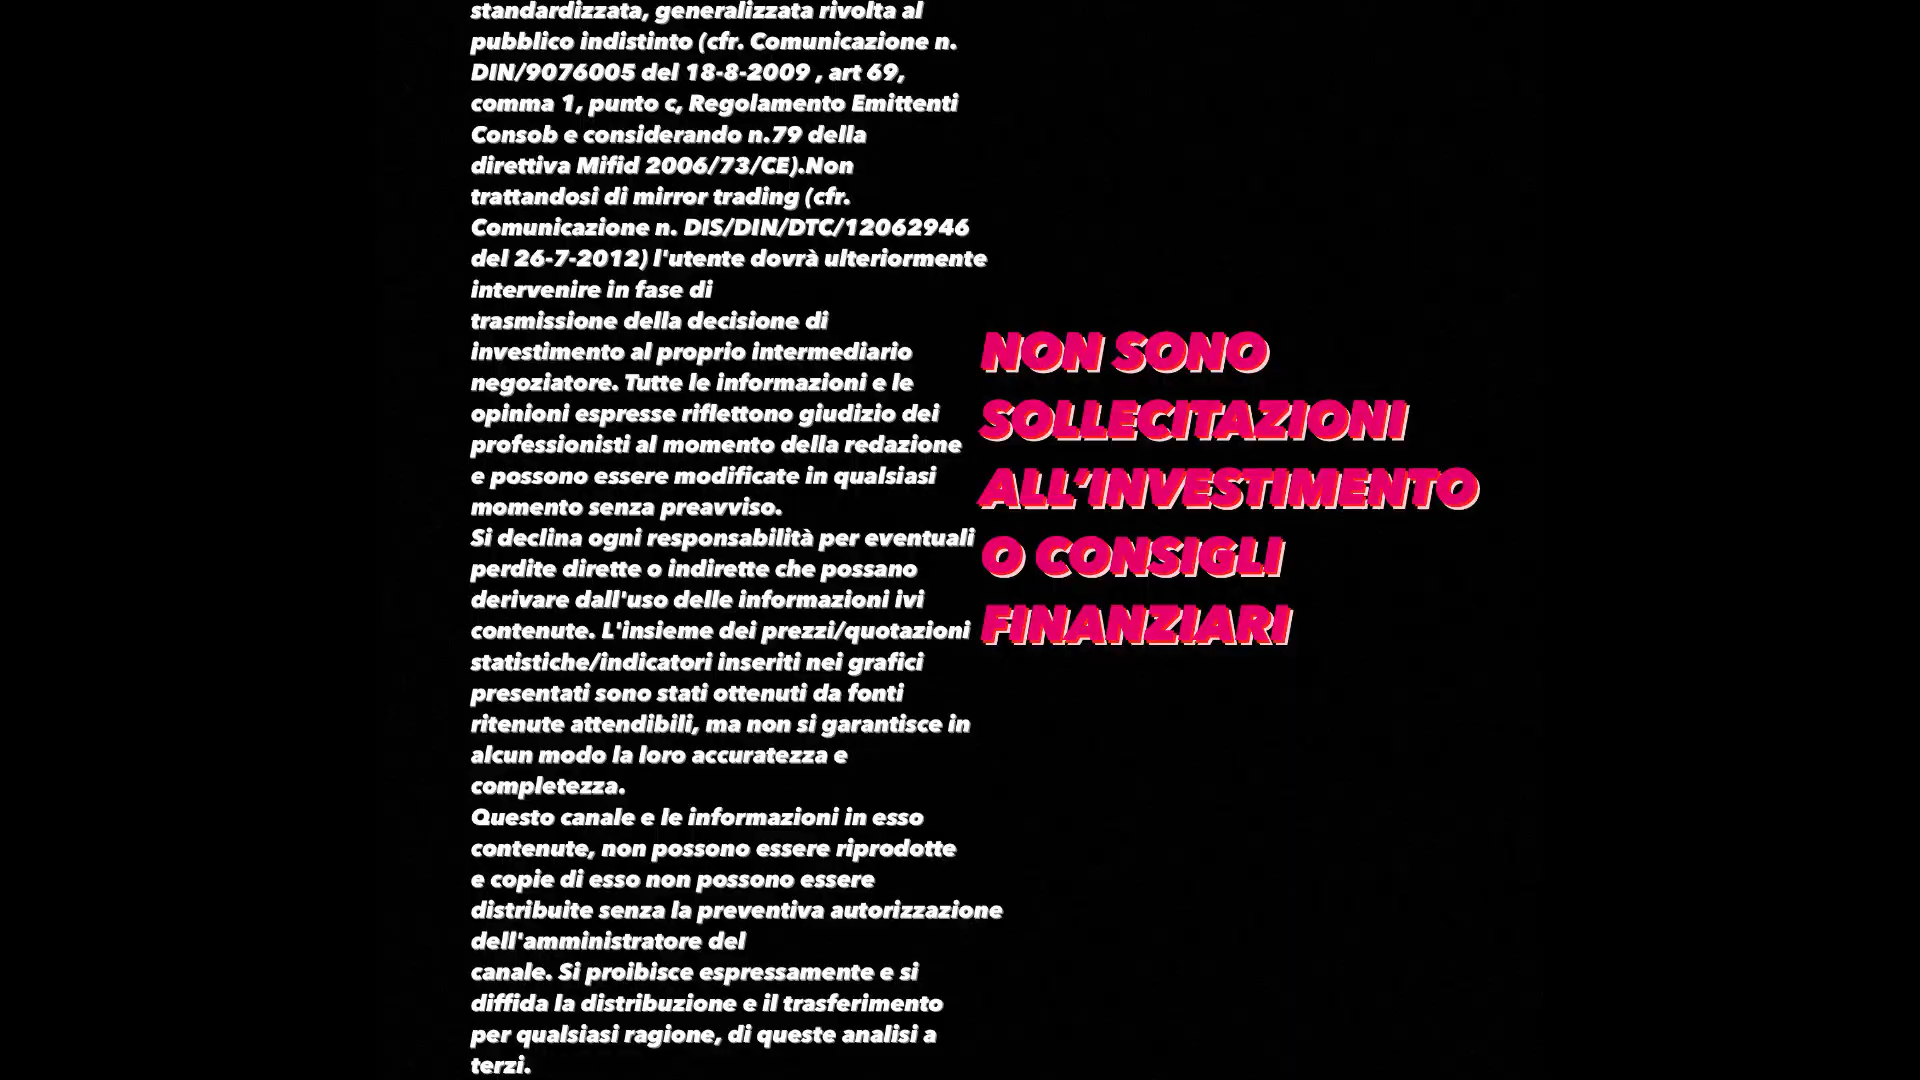 standardizzata, generalizzata rivolta al
pubblico indistinto (cfr. Comunicazione n.
DIN/9076005 del 18-8-2009 , art 69,
comma 1, punto c, Regolamento Emittenti
Consob e considerando n.79 della
direttiva Mifid 2006/73/CE).Non
trattandosi di mirror trading (cfr.
Comunicazione n. DIS/DIN/DTC/12062946
del 26-7-2012) l'utente dovrà ulteriormente
intervenire in fase di
trasmissione della decisione di
investimento al proprio intermediario
negoziatore. Tutte le informazioni e le
opinioni espresse riflettono giudizio dei
professionisti al momento della redazione
e possono essere modificate in qualsiasi
momento senza preavviso.
Si declina ogni responsabilità per eventuali
perdite dirette o indirette che possano
derivare dall'uso delle informazioni ivi
contenute. L'insieme dei prezzi/quotazioni
statistiche/indicatori inseriti nei grafici
presentati sono stati ottenuti da fonti
ritenute attendibili, ma non si garantisce in
alcun modo la loro accuratezza e
completezza.
Questo canale e le informazioni in esso
contenute, non possono essere riprodotte
e copie di esso non possono essere
distribuite senza la preventiva autorizzazione
dell'amministratore del
canale. Si proibisce espressamente e si
diffida la distribuzione e il trasferimento
per qualsiasi ragione, di queste analisi a
terzi.
NON SONO
SOLLECITAZIONI
ALL’INVESTIMENTO
O CONSIGLI
FINANZIARI